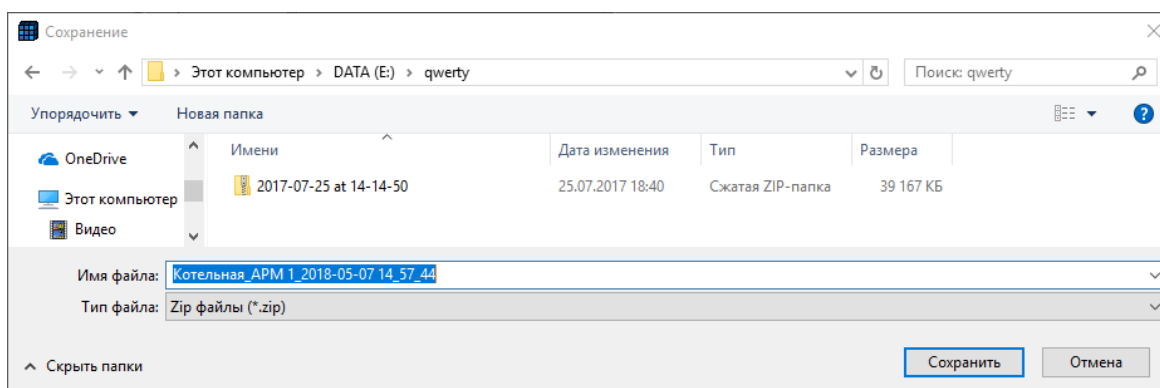 Сохранение
Этот компьютер > DATA (E:) > qwerty
Поиск: qwerty
Упорядочить Новая папка
Имени Дата изменения Тип Размера
OneDrive
2017-07-25 at 14-14-50 25.07.2017 18:40 Сжатая ZIP-папка 39 167 КБ
Этот компьютер
Видео
Имя файла: Котельная_АРМ 1_2018-05-07 14_57_44
Тип файла: Zip файлы (*.zip)
Скрыть папки Сохранить Отмена